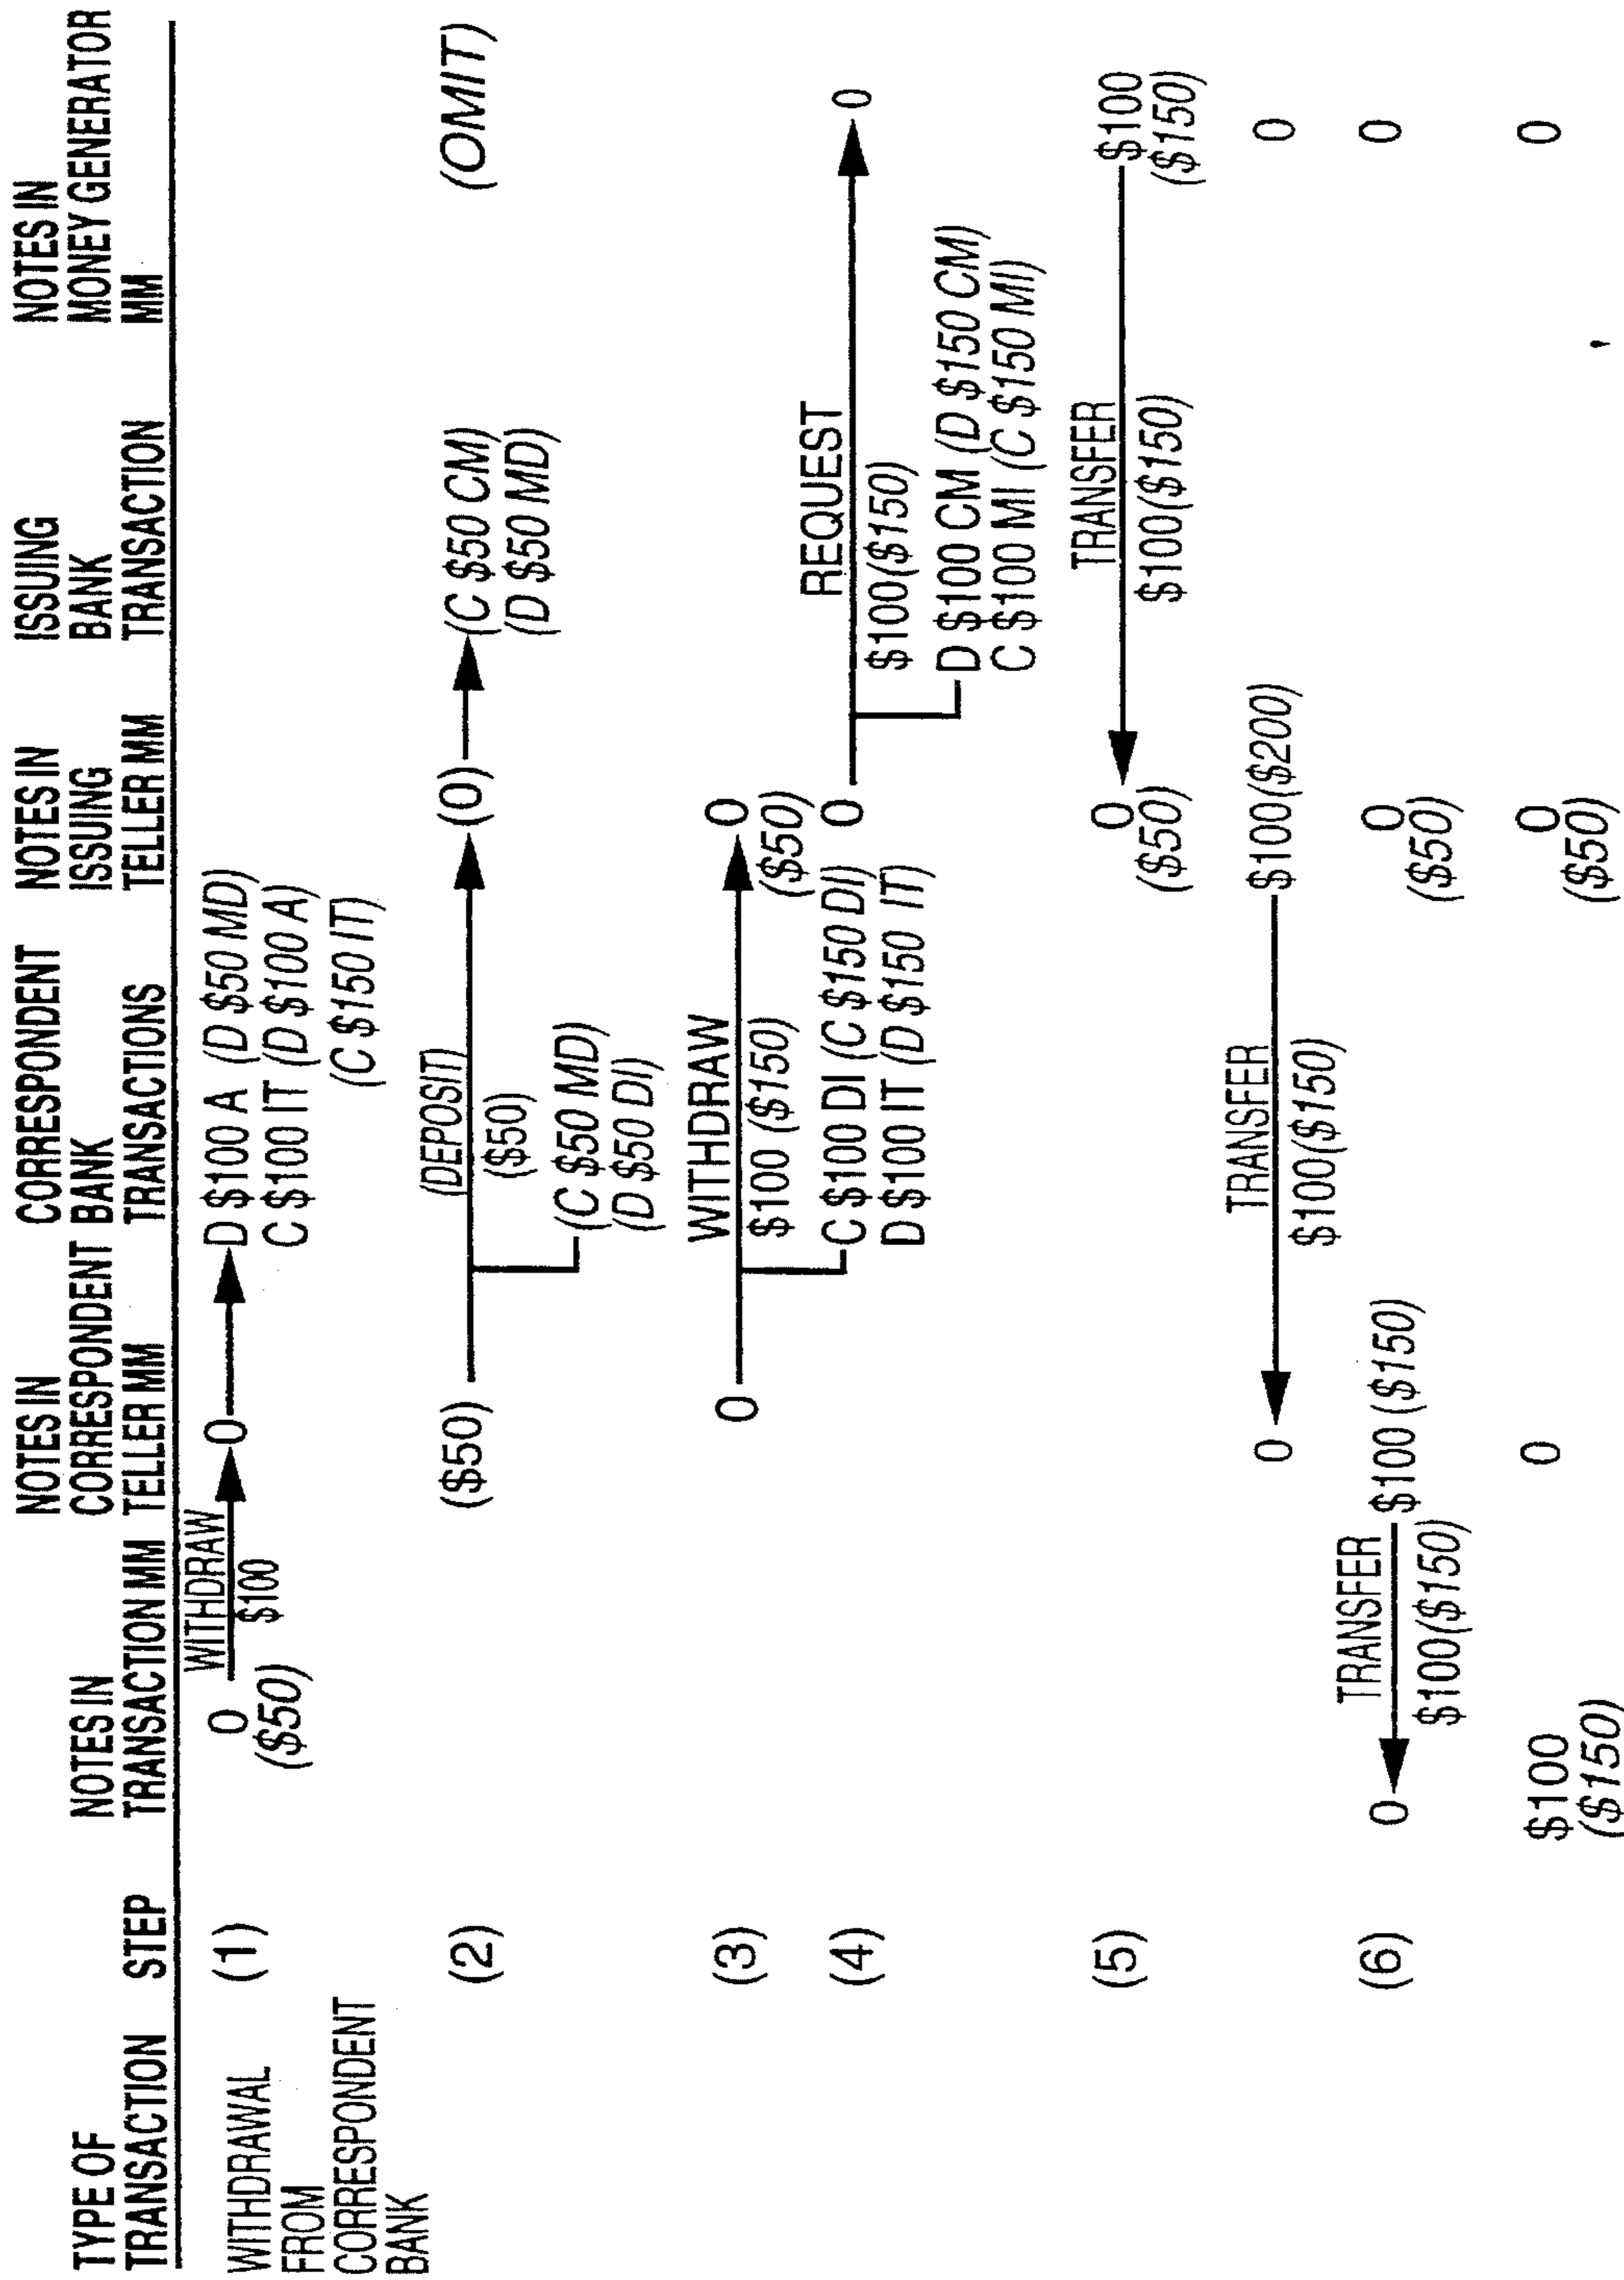 TYPE OF
TRANSACTION
STEP
NOTES IN
TRANSACTION MM
NOTES IN
CORRESPONDENT
TELLER MM
CORRESPONDENT
BANK
TRANSACTIONS
NOTES IN
ISSUING
TELLER MM
ISSUING
BANK
TRANSACTION
NOTES IN
MONEY GENERATOR
MM
WITHDRAWAL
FROM
CORRESPONDENT
BANK
(1)
0
($50)
WITHDRAW
$100
0
D $100 A (D $50 MD)
C $100 IT (D $100 A)
(C $150 IT)
(2)
($50)
(DEPOSIT)
($50)
(C $50 MD)
(D $50 DI)
(0)
(C $50 CM)
(D $50 MD)
(OMIT)
(3)
0
WITHDRAW
$100 ($150)
0
($50)
(4)
C $100 DI (C $150 DI)
D $100 IT (D $150 IT)
0
REQUEST
$100($150)
D $100 CM (D $150 CM)
C $100 MI (C $150 MI)
0
(5)
0
($50)
TRANSFER
$100($150)
$100
($150)
0
TRANSFER
$100($150)
$100($200)
0
(6)
0
TRANSFER
$100($150)
$100 ($150)
0
($50)
0
$100
($150)
0
0
($50)
0